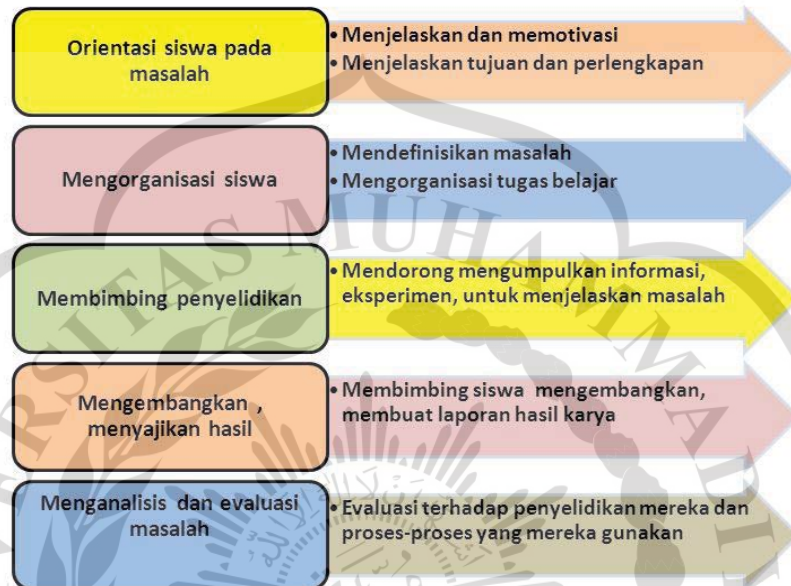 Orientasi siswa pada
masalah
• Menjelaskan dan memotivasi
• Menjelaskan tujuan dan perlengkapan
Mengorganisasi siswa
• Mendefinisikan masalah
• Mengorganisasi tugas belajar
Membimbing penyelidikan
• Mendorong mengumpulkan informasi,
eksperimen, untuk menjelaskan masalah
Mengembangkan ,
menyajikan hasil
• Membimbing siswa mengembangkan,
membuat laporan hasil karya
Menganalisis dan evaluasi
masalah
• Evaluasi terhadap penyelidikan mereka dan
proses-proses yang mereka gunakan
ERSITAS MUHAMMADI